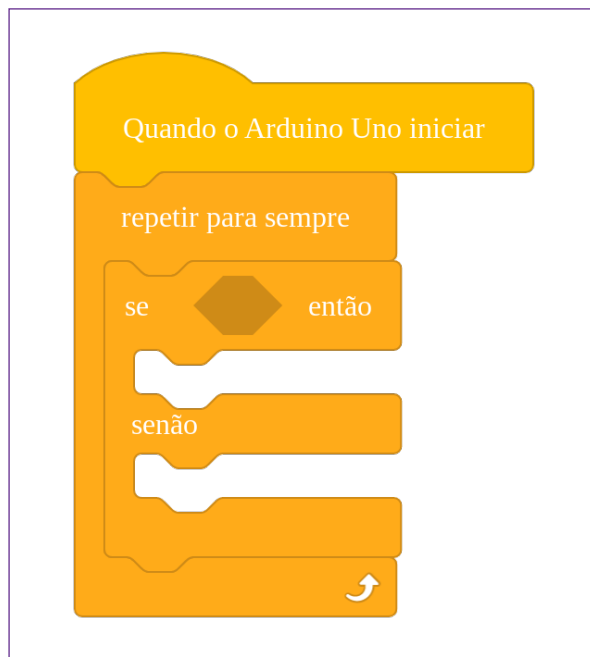 Quando o Arduino Uno iniciar
repetir para sempre
se então
senão